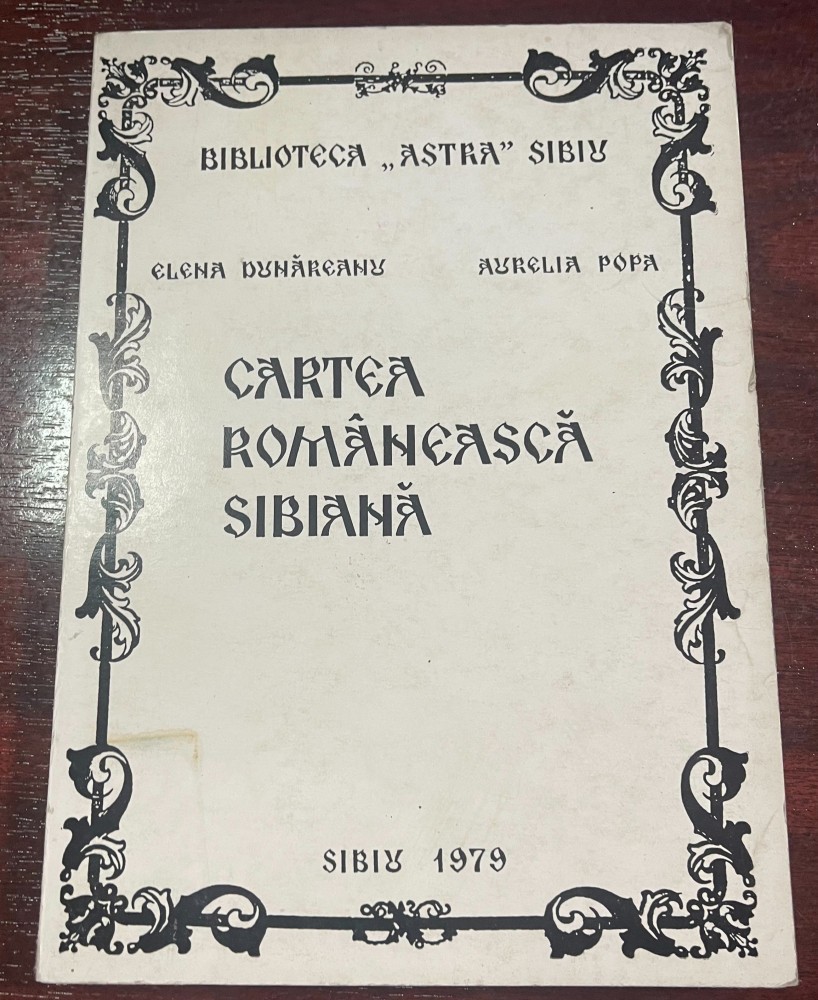 BIBLIOTECA „ASTRA” SIBIU
ELENA DUNĂREANU AURELIA POPA
CARTEA
ROMÂNEASCĂ
SIBIANĂ
SIBIU 1979